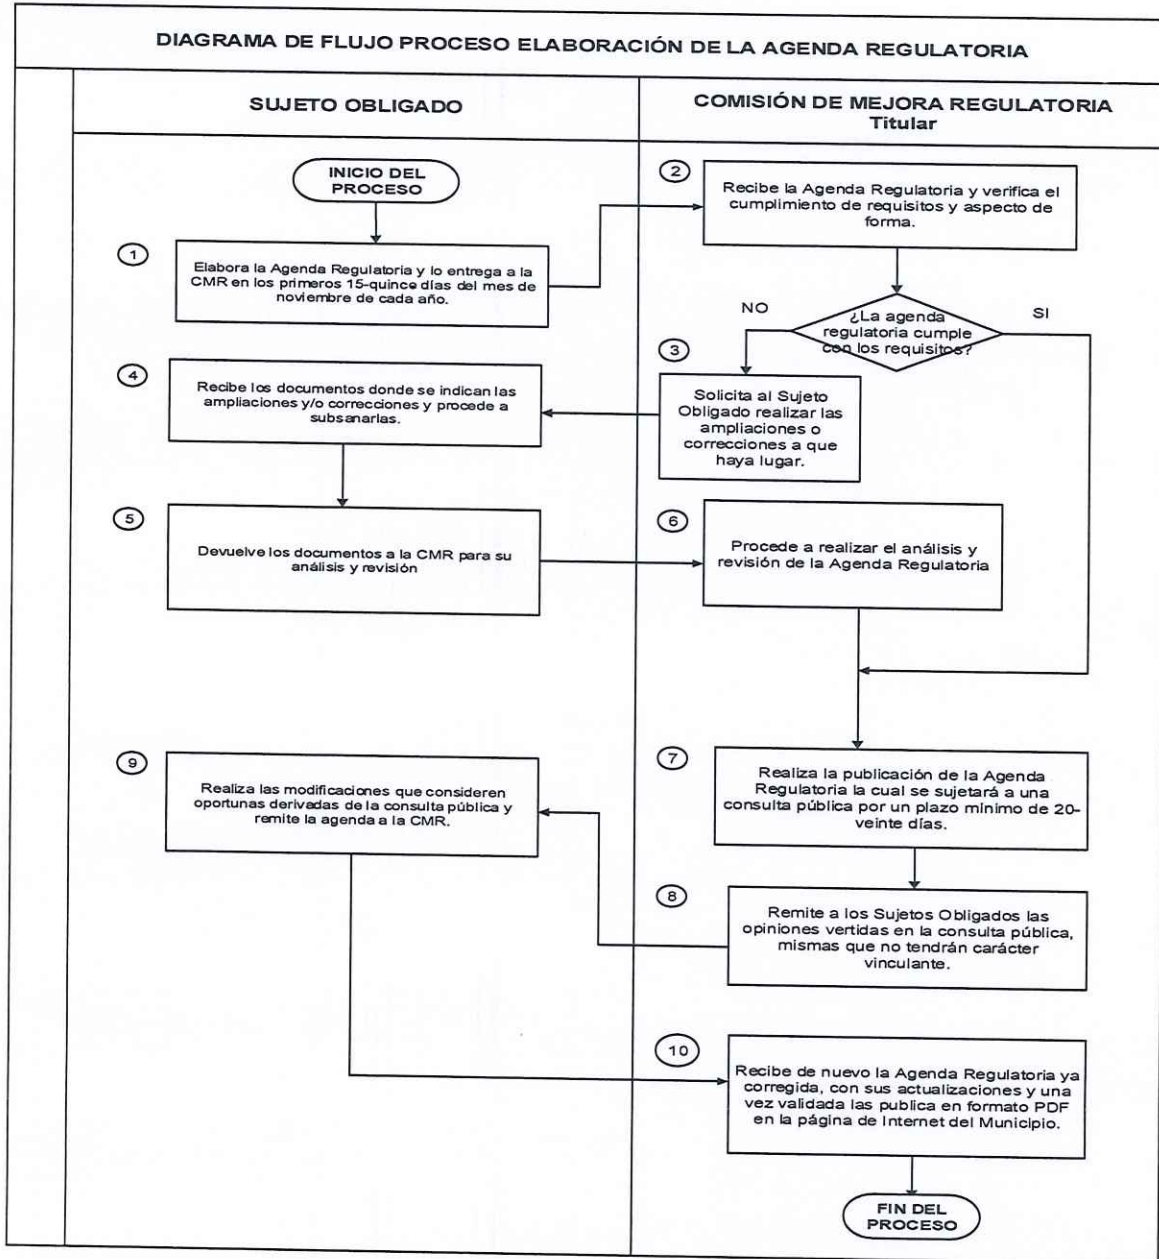 DIAGRAMA DE FLUJO PROCESO ELABORACIÓN DE LA AGENDA REGULATORIA
SUJETO OBLIGADO
COMISIÓN DE MEJORA REGULATORIA
Titular
INICIO DEL
PROCESO
1
Elabora la Agenda Regulatoria y lo entrega a la
CMR en los primeros 15-quince días del mes de
noviembre de cada año.
2
Recibe la Agenda Regulatoria y verifica el
cumplimiento de requisitos y aspecto de
forma.
¿La agenda
regulatoria cumple
con los requisitos?
NO
SI
3
Solicita al Sujeto
Obligado realizar las
ampliaciones o
correcciones a que
haya lugar.
4
Recibe los documentos donde se indican las
ampliaciones y/o correcciones y procede a
subsanarlas.
5
Devuelve los documentos a la CMR para su
análisis y revisión
6
Procede a realizar el análisis y
revisión de la Agenda Regulatoria
7
Realiza la publicación de la Agenda
Regulatoria la cual se sujetará a una
consulta pública por un plazo mínimo de 20-
veinte días.
8
Remite a los Sujetos Obligados las
opiniones vertidas en la consulta pública,
mismas que no tendrán carácter
vinculante.
9
Realiza las modificaciones que consideren
oportunas derivadas de la consulta pública y
remite la agenda a la CMR.
10
Recibe de nuevo la Agenda Regulatoria ya
corregida, con sus actualizaciones y una
vez validada las publica en formato PDF
en la página de Internet del Municipio.
FIN DEL
PROCESO